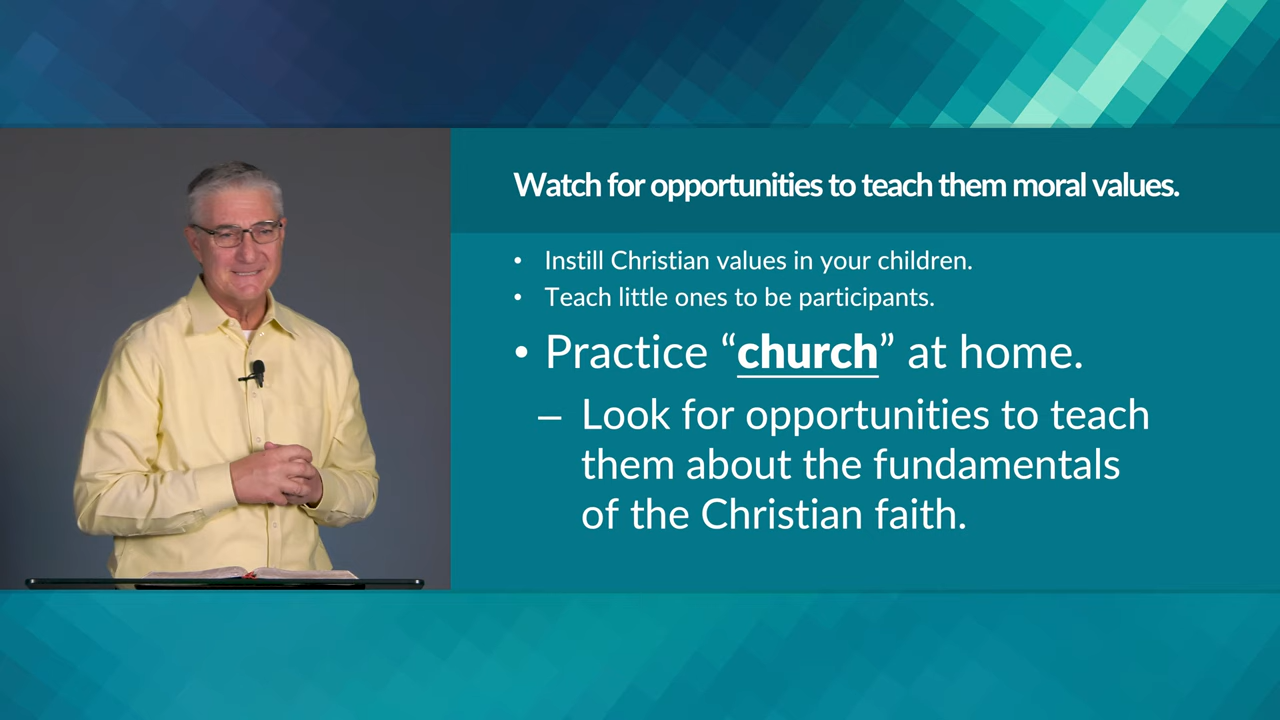 Watch for opportunities to teach them moral values.
• Instill Christian values in your children.
• Teach little ones to be participants.
• Practice “church” at home.
– Look for opportunities to teach
them about the fundamentals
of the Christian faith.